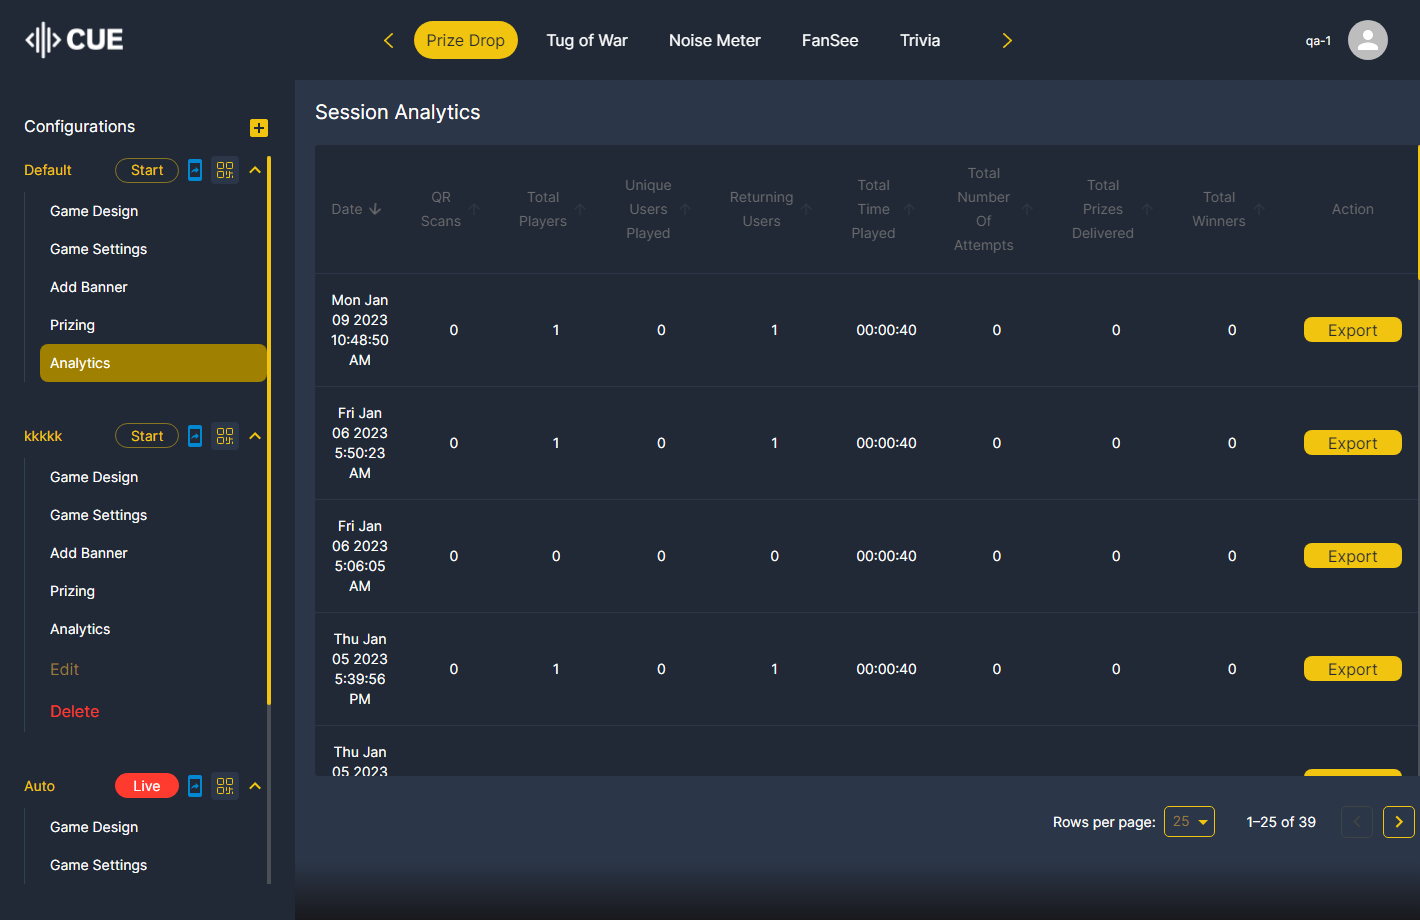 CUE
Prize Drop
Tug of War
Noise Meter
FanSee
Trivia
qa-1
Configurations
Default
Start
Game Design
Game Settings
Add Banner
Prizing
Analytics
kkkkk
Start
Game Design
Game Settings
Add Banner
Prizing
Analytics
Edit
Delete
Auto
Live
Game Design
Game Settings
Session Analytics
Date
QR
Scans
Total
Players
Unique
Users
Played
Returning
Users
Total
Time
Played
Total
Number
Of
Attempts
Total
Prizes
Delivered
Total
Winners
Action
Mon Jan
09 2023
10:48:50
AM
0
1
0
1
00:00:40
0
0
0
Export
Fri Jan
06 2023
5:50:23
AM
0
1
0
1
00:00:40
0
0
0
Export
Fri Jan
06 2023
5:06:05
AM
0
0
0
0
00:00:40
0
0
0
Export
Thu Jan
05 2023
5:39:56
PM
0
1
0
1
00:00:40
0
0
0
Export
Thu Jan
05 2023
Rows per page:
25
1–25 of 39